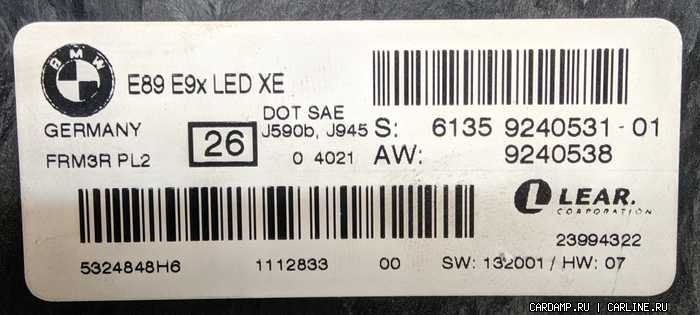 BMW
E89 E9x LED XE
DOT SAE
GERMANY
26
J590b, J945
S: 6135 9240531-01
FRM3R PL2
0 4021
AW: 9240538
LEAR.
CORPORATION
23994322
5324848H6 1112833 00 SW: 132001 / HW: 07
CARDAMP.RU | CARLINE.RU